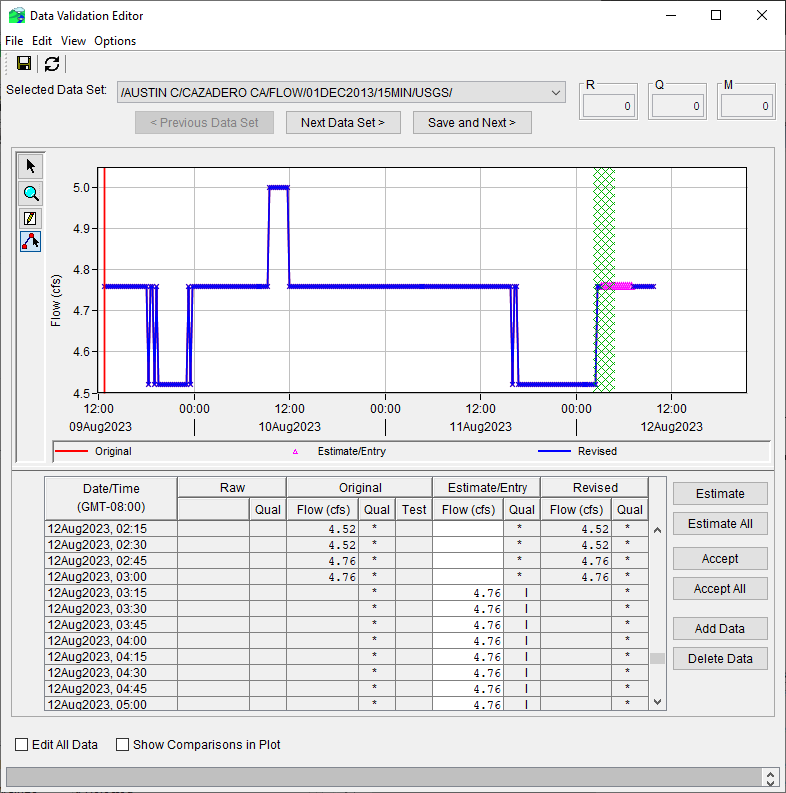 Data Validation Editor
File Edit View Options
Selected Data Set: /AUSTIN C/CAZADERO CA/FLOW/01DEC2013/15MIN/USGS/ R 0 Q 0 M 0
< Previous Data Set Next Data Set > Save and Next >
5.0
4.9
4.8
4.7
4.6
4.5
Flow (cfs)
12:00 00:00 12:00 00:00 12:00 00:00 12:00
09Aug2023 10Aug2023 11Aug2023 12Aug2023
Original Estimate/Entry Revised
Date/Time Raw Original Estimate/Entry Revised
(GMT-08:00) Qual Flow (cfs) Qual Test Flow (cfs) Qual Flow (cfs) Qual
12Aug2023, 02:15 4.52 * * 4.52 *
12Aug2023, 02:30 4.52 * * 4.52 *
12Aug2023, 02:45 4.76 * * 4.76 *
12Aug2023, 03:00 4.76 * * 4.76 *
12Aug2023, 03:15 * 4.76 I *
12Aug2023, 03:30 * 4.76 I *
12Aug2023, 03:45 * 4.76 I *
12Aug2023, 04:00 * 4.76 I *
12Aug2023, 04:15 * 4.76 I *
12Aug2023, 04:30 * 4.76 I *
12Aug2023, 04:45 * 4.76 I *
12Aug2023, 05:00 * 4.76 I *
Estimate
Estimate All
Accept
Accept All
Add Data
Delete Data
Edit All Data Show Comparisons in Plot